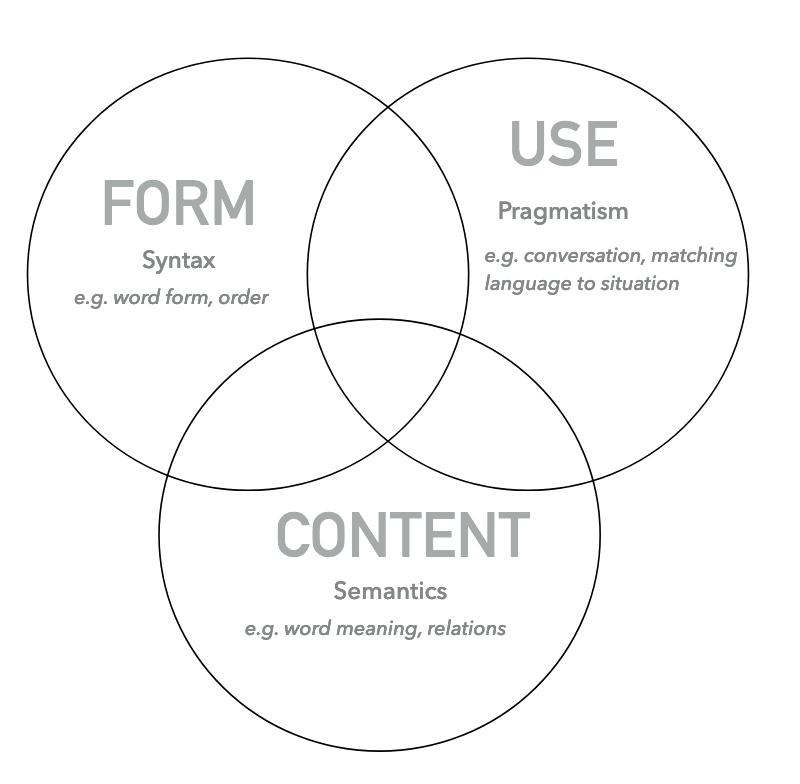 FORM
Syntax
e.g. word form, order
USE
Pragmatism
e.g. conversation, matching
language to situation
CONTENT
Semantics
e.g. word meaning, relations